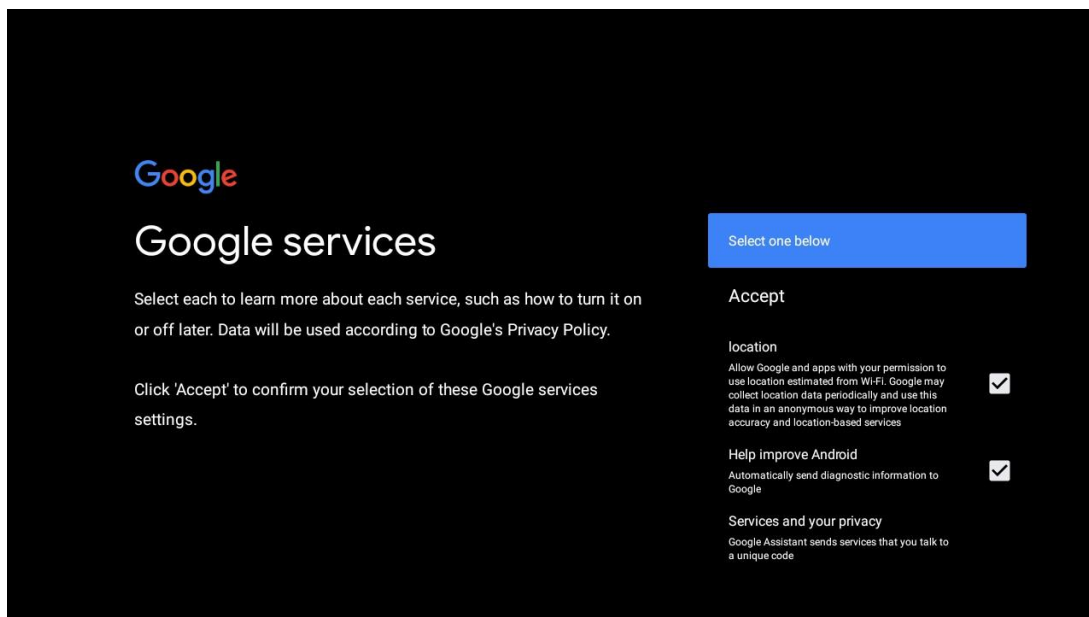 Google
Google services
Select each to learn more about each service, such as how to turn it on
or off later. Data will be used according to Google's Privacy Policy.
Click 'Accept' to confirm your selection of these Google services
settings.
Select one below
Accept
location
Allow Google and apps with your permission to
use location estimated from Wi-Fi. Google may
collect location data periodically and use this
data in an anonymous way to improve location
accuracy and location-based services
Help improve Android
Automatically send diagnostic information to
Google
Services and your privacy
Google Assistant sends services that you talk to
a unique code